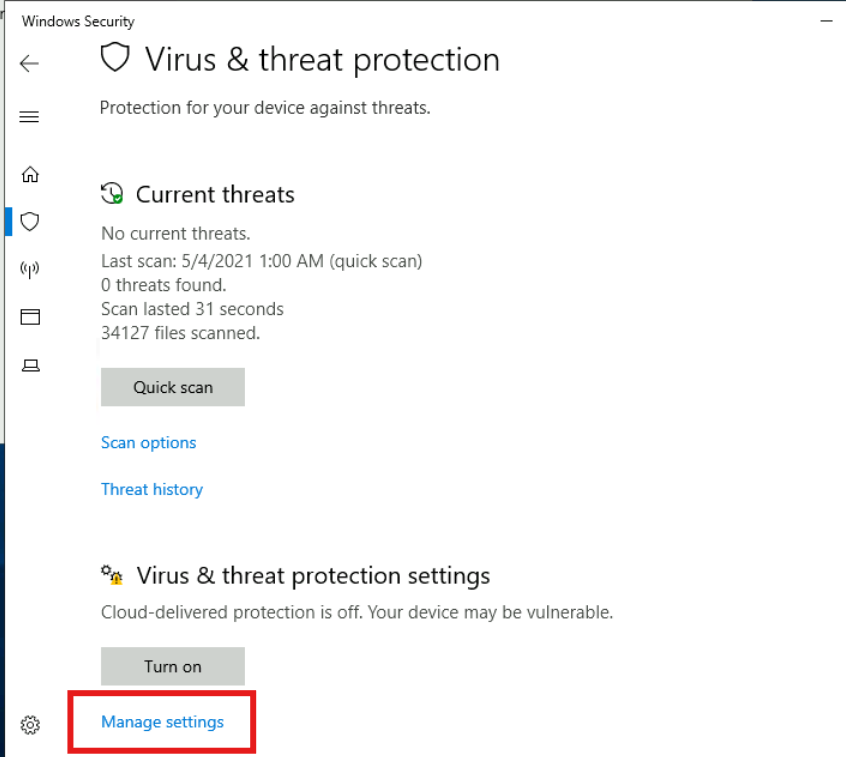 Windows Security
Virus & threat protection
Protection for your device against threats.
Current threats
No current threats.
Last scan: 5/4/2021 1:00 AM (quick scan)
0 threats found.
Scan lasted 31 seconds
34127 files scanned.
Quick scan
Scan options
Threat history
Virus & threat protection settings
Cloud-delivered protection is off. Your device may be vulnerable.
Turn on
Manage settings